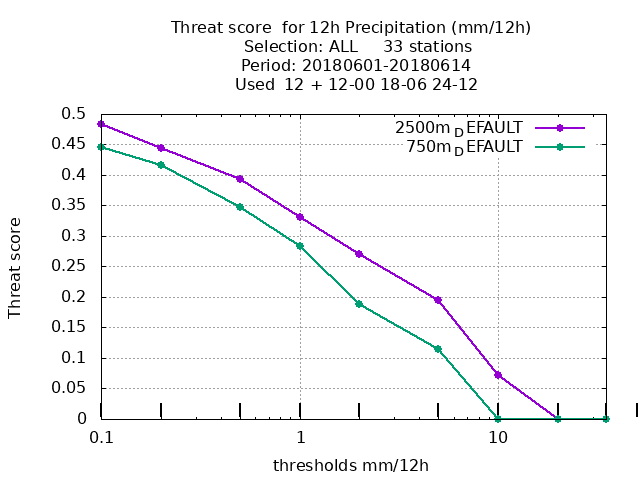 Threat score  for 12h Precipitation (mm/12h)
Selection: ALL     33 stations
Period: 20180601-20180614
Used  12 + 12-00 18-06 24-12
2500m_DEFAULT
750m_DEFAULT
0.5
0.45
0.4
0.35
0.3
0.25
0.2
0.15
0.1
0.05
0
Threat score
0.1 1 10
thresholds mm/12h